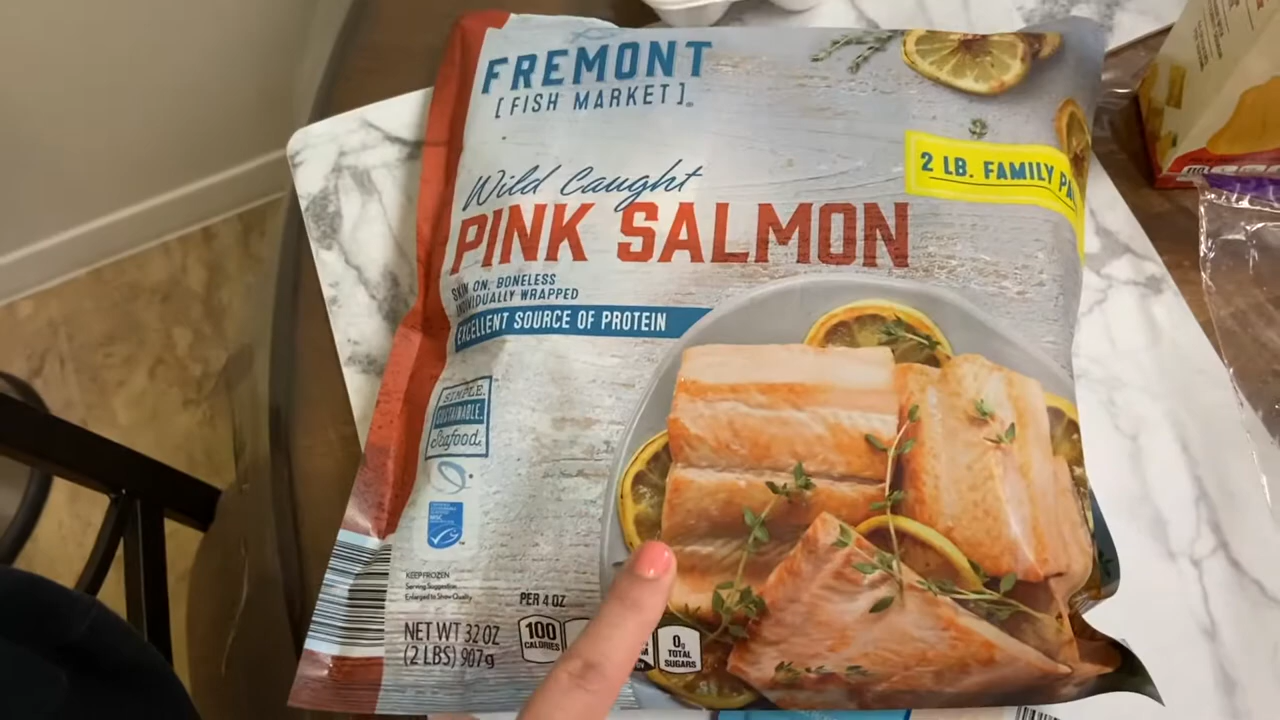 FREMONT
[FISH MARKET]®
Wild Caught
PINK SALMON
2 LB. FAMILY
SKIN ON, BONELESS
INDIVIDUALLY WRAPPED
EXCELLENT SOURCE OF PROTEIN
SIMPLE.
SUSTAINABLE.
Seafood.
MSC
KEEP FROZEN
Serving Suggestion
Enlarged to Show Quality
PER 4 OZ
NET WT 32 OZ
(2 LBS) 907g
100
CALORIES
0g
TOTAL
SUGARS